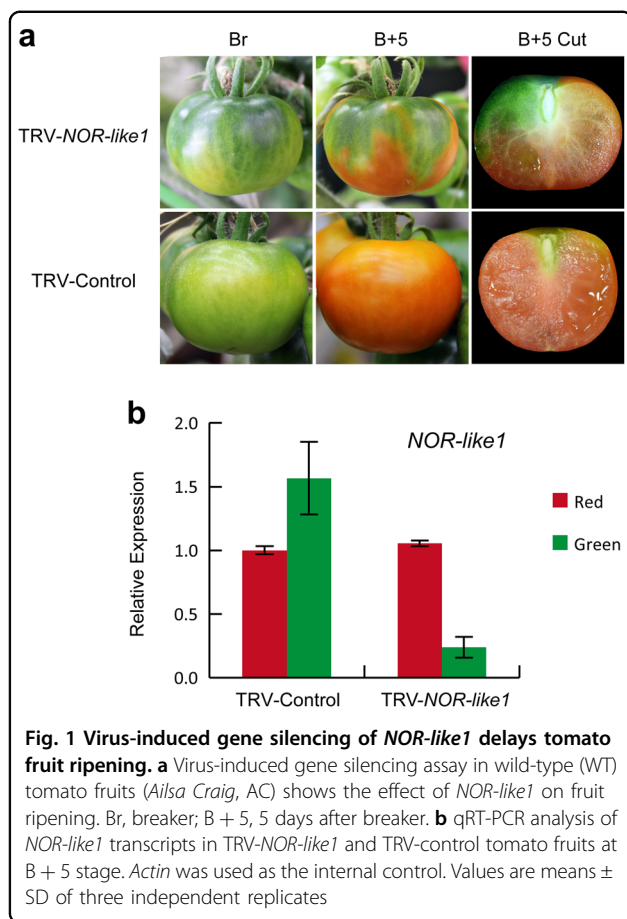 a
Br B+5 B+5 Cut
TRV-NOR-like1
TRV-Control
b
2.0
NOR-like1
1.5
1.0
0.5
0.0
Relative Expression
Red
Green
TRV-Control TRV-NOR-like1
Fig. 1 Virus-induced gene silencing of NOR-like1 delays tomato
fruit ripening. a Virus-induced gene silencing assay in wild-type (WT)
tomato fruits (Ailsa Craig, AC) shows the effect of NOR-like1 on fruit
ripening. Br, breaker; B + 5, 5 days after breaker. b qRT-PCR analysis of
NOR-like1 transcripts in TRV-NOR-like1 and TRV-control tomato fruits at
B + 5 stage. Actin was used as the internal control. Values are means ±
SD of three independent replicates